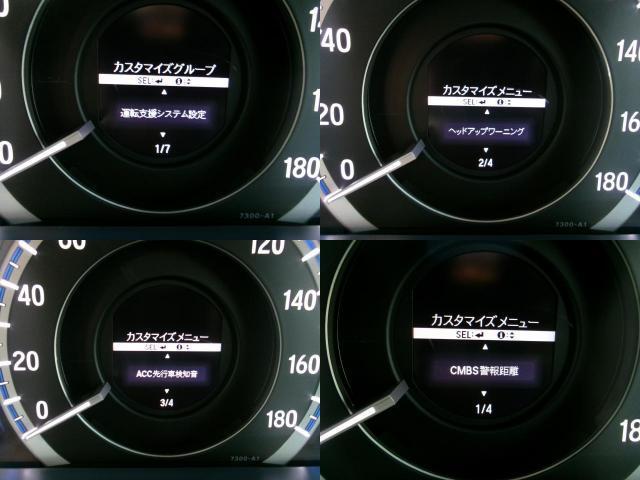 カスタマイズグループ
SEL:↵ ⓘ:
▲
運転支援システム設定
▼
1/7
0
180
7300-A1
40
20
0
カスタマイズメニュー
SEL:↵ ⓘ:
▲
ヘッドアップワーニング
▼
2/4
140
160
180
7300-A1
60
40
20
0
カスタマイズメニュー
SEL:↵ ⓘ:
▲
ACC先行車検知音
▼
3/4
120
140
160
180
7300-A1
カスタマイズメニュー
SEL:↵ ⓘ:
▲
CMBS警報距離
▼
1/4